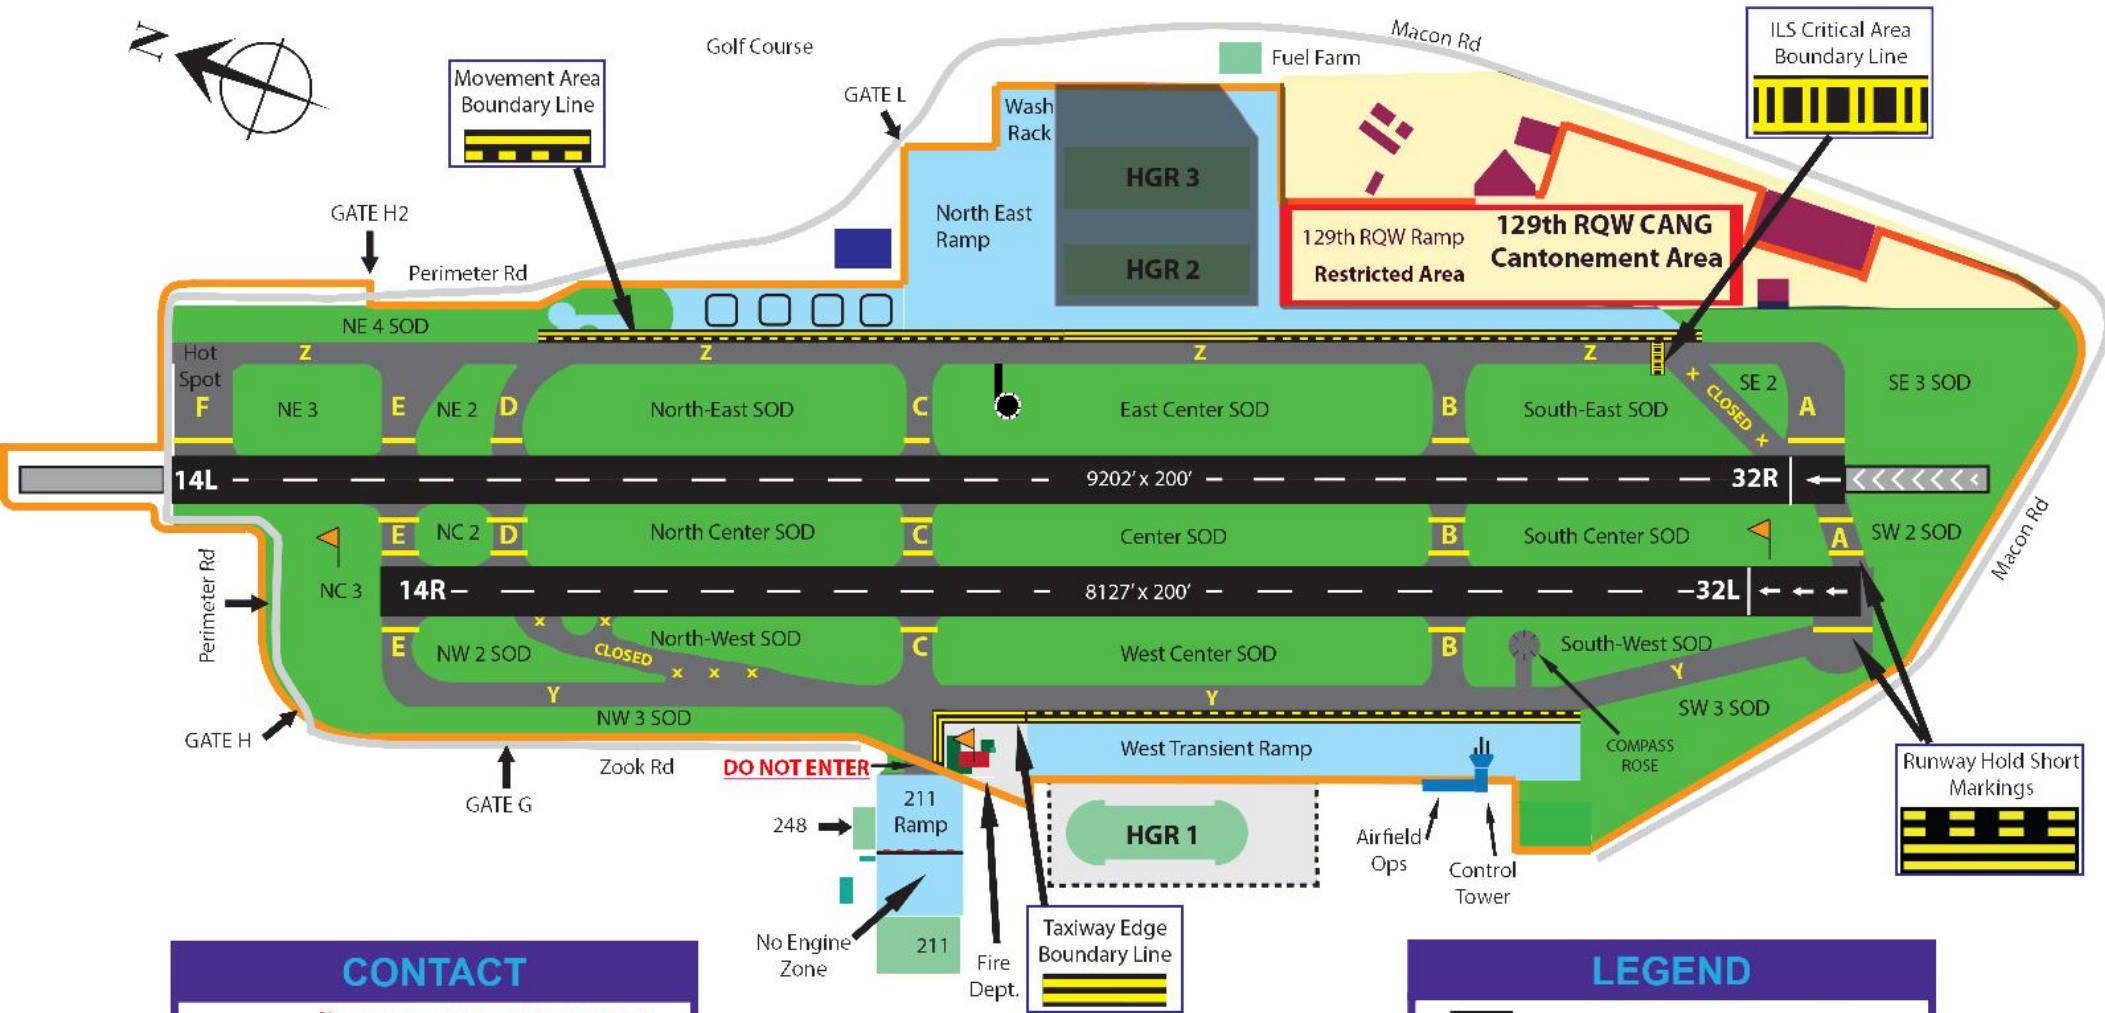 N
Golf Course
Macon Rd
ILS Critical Area
Boundary Line
Fuel Farm
Movement Area
Boundary Line
GATE L
Wash
Rack
HGR 3
GATE H2
North East
Ramp
129th RQW Ramp
Restricted Area
129th RQW CANG
Cantonement Area
HGR 2
Perimeter Rd
NE 4 SOD
Hot
Spot
Z
Z
Z
Z
x
CLOSED
x
SE 2
SE 3 SOD
F
NE 3
E
NE 2
D
North-East SOD
C
East Center SOD
B
South-East SOD
A
14L
9202' x 200'
32R
E
NC 2
D
North Center SOD
C
Center SOD
B
South Center SOD
A
SW 2 SOD
Macon Rd
Perimeter Rd
NC 3
14R
8127' x 200'
32L
x
x
CLOSED
x x x
E
NW 2 SOD
North-West SOD
C
West Center SOD
B
South-West SOD
Y
Y
Y
NW 3 SOD
SW 3 SOD
GATE H
GATE G
Zook Rd
DO NOT ENTER
West Transient Ramp
COMPASS
ROSE
Runway Hold Short
Markings
211
Ramp
248
HGR 1
Airfield
Ops
Control
Tower
No Engine
Zone
211
Fire
Dept.
Taxiway Edge
Boundary Line
CONTACT
LEGEND